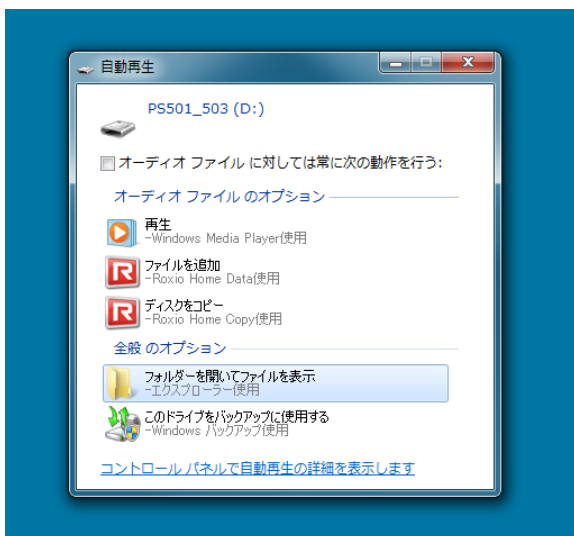 自動再生
PS501_503 (D:)
オーディオ ファイル に対しては常に次の動作を行う:
オーディオ ファイル のオプション
再生
-Windows Media Player使用
ファイルを追加
-Roxio Home Data使用
ディスクをコピー
-Roxio Home Copy使用
全般 のオプション
フォルダーを開いてファイルを表示
-エクスプローラー使用
このドライブをバックアップに使用する
-Windows バックアップ使用
コントロール パネルで自動再生の詳細を表示します